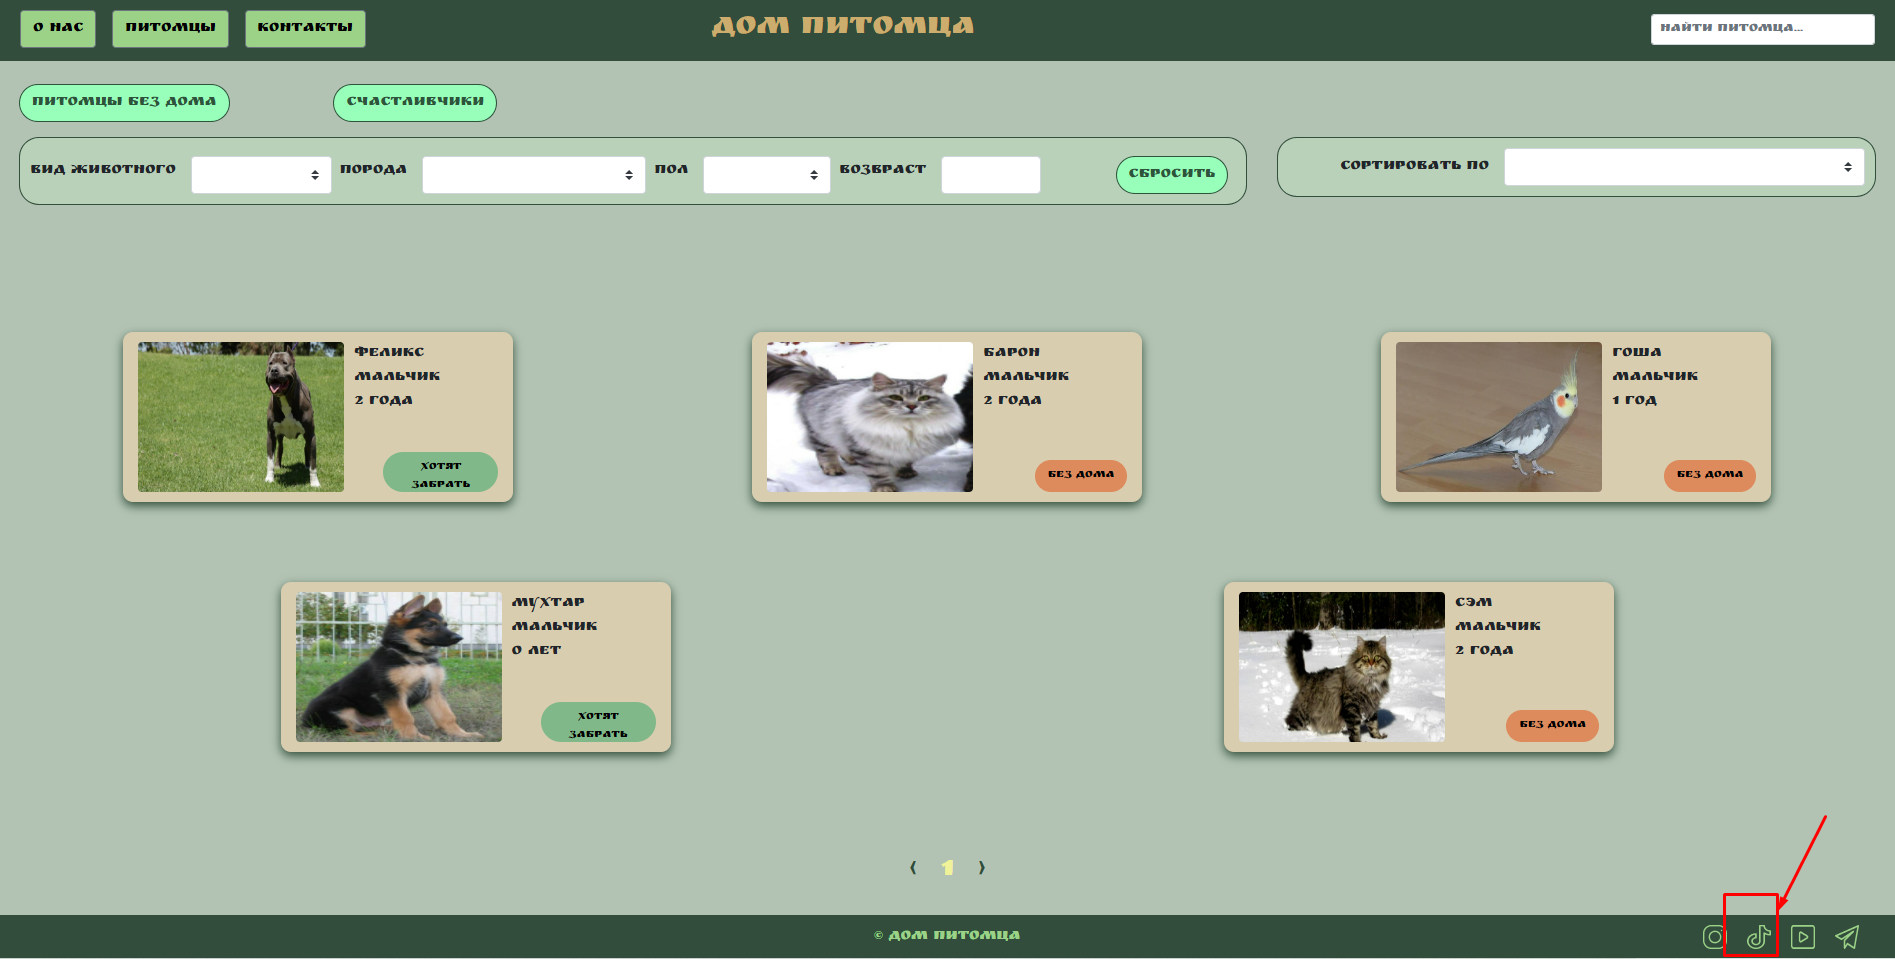 О НАС ПИТОМЦЫ КОНТАКТЫ ДОМ ПИТОМЦА НАЙТИ ПИТОМЦА...
ПИТОМЦЫ БЕЗ ДОМА СЧАСТЛИВЧИКИ
ВИД ЖИВОТНОГО ПОРОДА ПОЛ ВОЗВРАСТ СБРОСИТЬ СОРТИРОВАТЬ ПО
ФЕЛИКС
МАЛЬЧИК
2 ГОДА
ХОТЯТ
ЗАБРАТЬ
БАРОН
МАЛЬЧИК
2 ГОДА
БЕЗ ДОМА
ГОША
МАЛЬЧИК
1 ГОД
БЕЗ ДОМА
МУХТАР
МАЛЬЧИК
0 ЛЕТ
ХОТЯТ
ЗАБРАТЬ
СЭМ
МАЛЬЧИК
2 ГОДА
БЕЗ ДОМА
‹ 1 ›
© ДОМ ПИТОМЦА